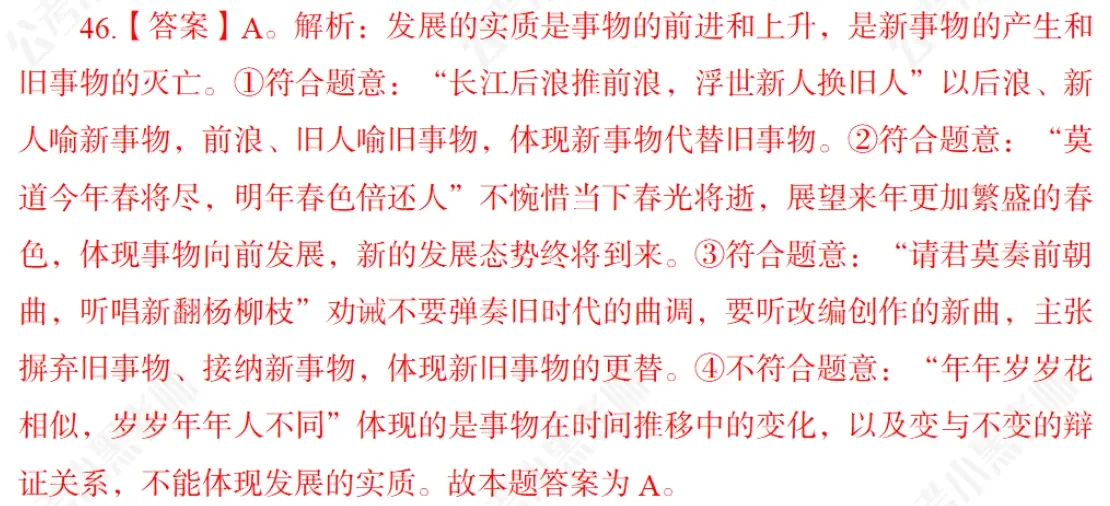 46.【答案】A。解析：发展的实质是事物的前进和上升，是新事物的产生和
旧事物的灭亡。①符合题意：“长江后浪推前浪，浮世新人换旧人”以后浪、新
人喻新事物，前浪、旧人喻旧事物，体现新事物代替旧事物。②符合题意：“莫
道今年春将尽，明年春色倍还人”不惋惜当下春光将逝，展望来年更加繁盛的春
色，体现事物向前发展，新的发展态势终将到来。③符合题意：“请君莫奏前朝
曲，听唱新翻杨柳枝”劝诫不要弹奏旧时代的曲调，要听改编创作的新曲，主张
摒弃旧事物、接纳新事物，体现新旧事物的更替。④不符合题意：“年年岁岁花
相似，岁岁年年人不同”体现的是事物在时间推移中的变化，以及变与不变的辩
证关系，不能体现发展的实质。故本题答案为 A。